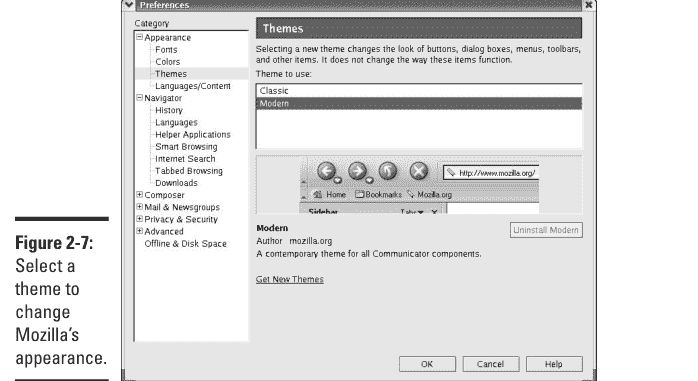 Preferences
Category
Appearance
Fonts
Colors
Themes
Languages/Content
Navigator
History
Languages
Helper Applications
Smart Browsing
Internet Search
Tabbed Browsing
Downloads
Composer
Mail & Newsgroups
Privacy & Security
Advanced
Offline & Disk Space
Themes
Selecting a new theme changes the look of buttons, dialog boxes, menus, toolbars,
and other items. It does not change the way these items function.
Theme to use:
Classic
Modern
http://www.mozilla.org/
Home Bookmarks Mozilla.org
Sidebar Tabs
Modern
Uninstall Modern
Author mozilla.org
A contemporary theme for all Communicator components.
Get New Themes
OK Cancel Help
Figure 2-7:
Select a
theme to
change
Mozilla's
appearance.